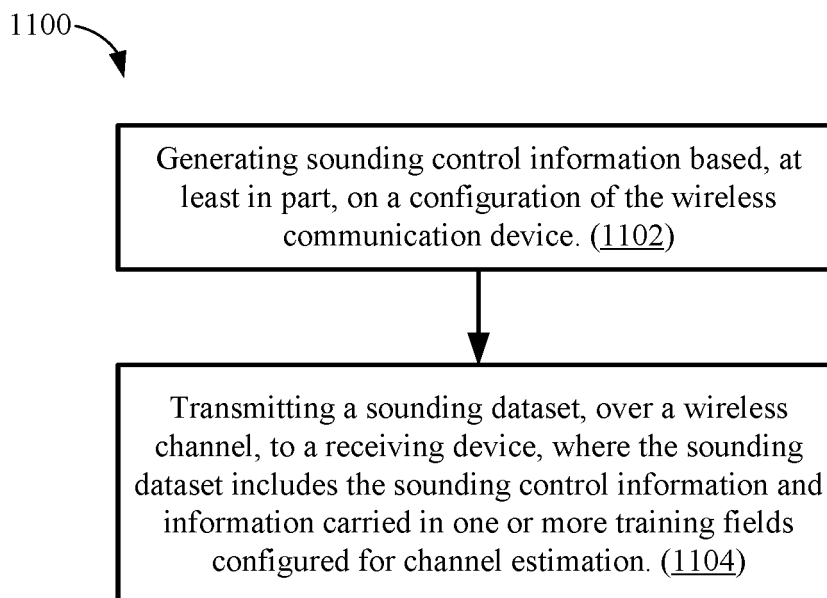 1100
Generating sounding control information based, at
least in part, on a configuration of the wireless
communication device. (1102)
Transmitting a sounding dataset, over a wireless
channel, to a receiving device, where the sounding
dataset includes the sounding control information and
information carried in one or more training fields
configured for channel estimation. (1104)